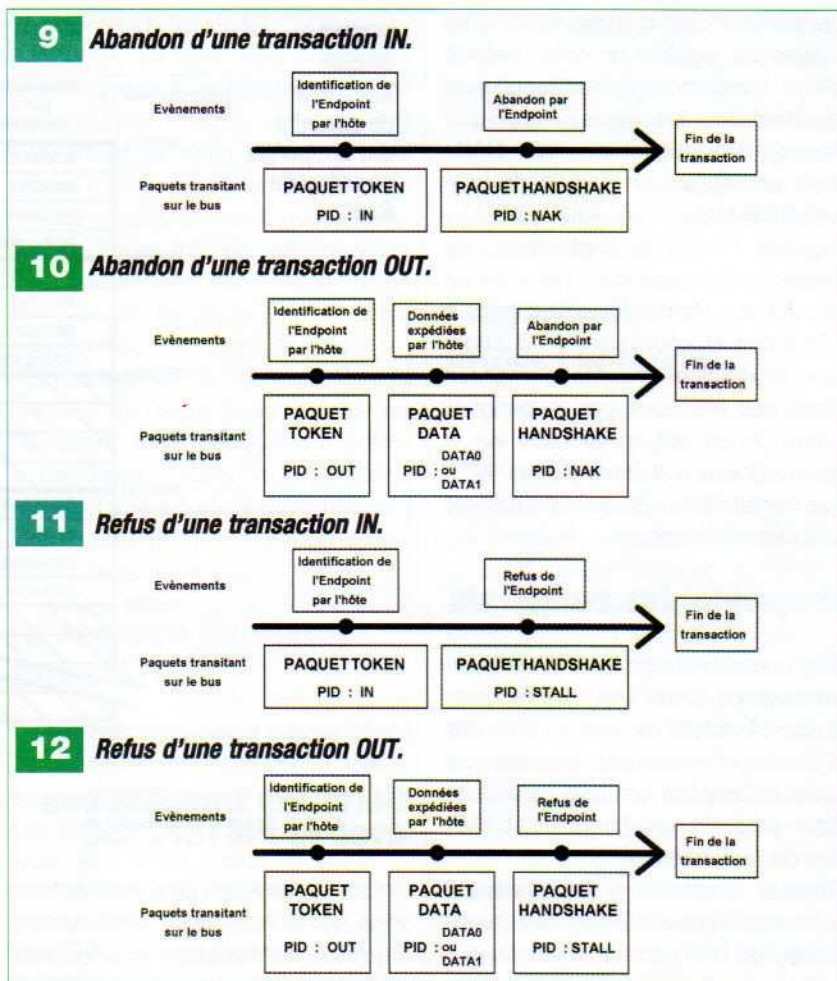 9 Abandon d'une transaction IN.
Evènements
Identification de
l'Endpoint
par l'hôte
Abandon par
l'Endpoint
Fin de la
transaction
Paquets transitant
sur le bus
PAQUET TOKEN
PID : IN
PAQUET HANDSHAKE
PID : NAK
10 Abandon d'une transaction OUT.
Evènements
Identification de
l'Endpoint
par l'hôte
Données
expédiées
par l'hôte
Abandon par
l'Endpoint
Fin de la
transaction
Paquets transitant
sur le bus
PAQUET
TOKEN
PID : OUT
PAQUET
DATA
DATA0
PID : ou
DATA1
PAQUET
HANDSHAKE
PID : NAK
11 Refus d'une transaction IN.
Evènements
Identification de
l'Endpoint
par l'hôte
Refus de
l'Endpoint
Fin de la
transaction
Paquets transitant
sur le bus
PAQUET TOKEN
PID : IN
PAQUET HANDSHAKE
PID : STALL
12 Refus d'une transaction OUT.
Evènements
Identification de
l'Endpoint
par l'hôte
Données
expédiées
par l'hôte
Refus de
l'Endpoint
Fin de la
transaction
Paquets transitant
sur le bus
PAQUET
TOKEN
PID : OUT
PAQUET
DATA
DATA0
PID : ou
DATA1
PAQUET
HANDSHAKE
PID : STALL